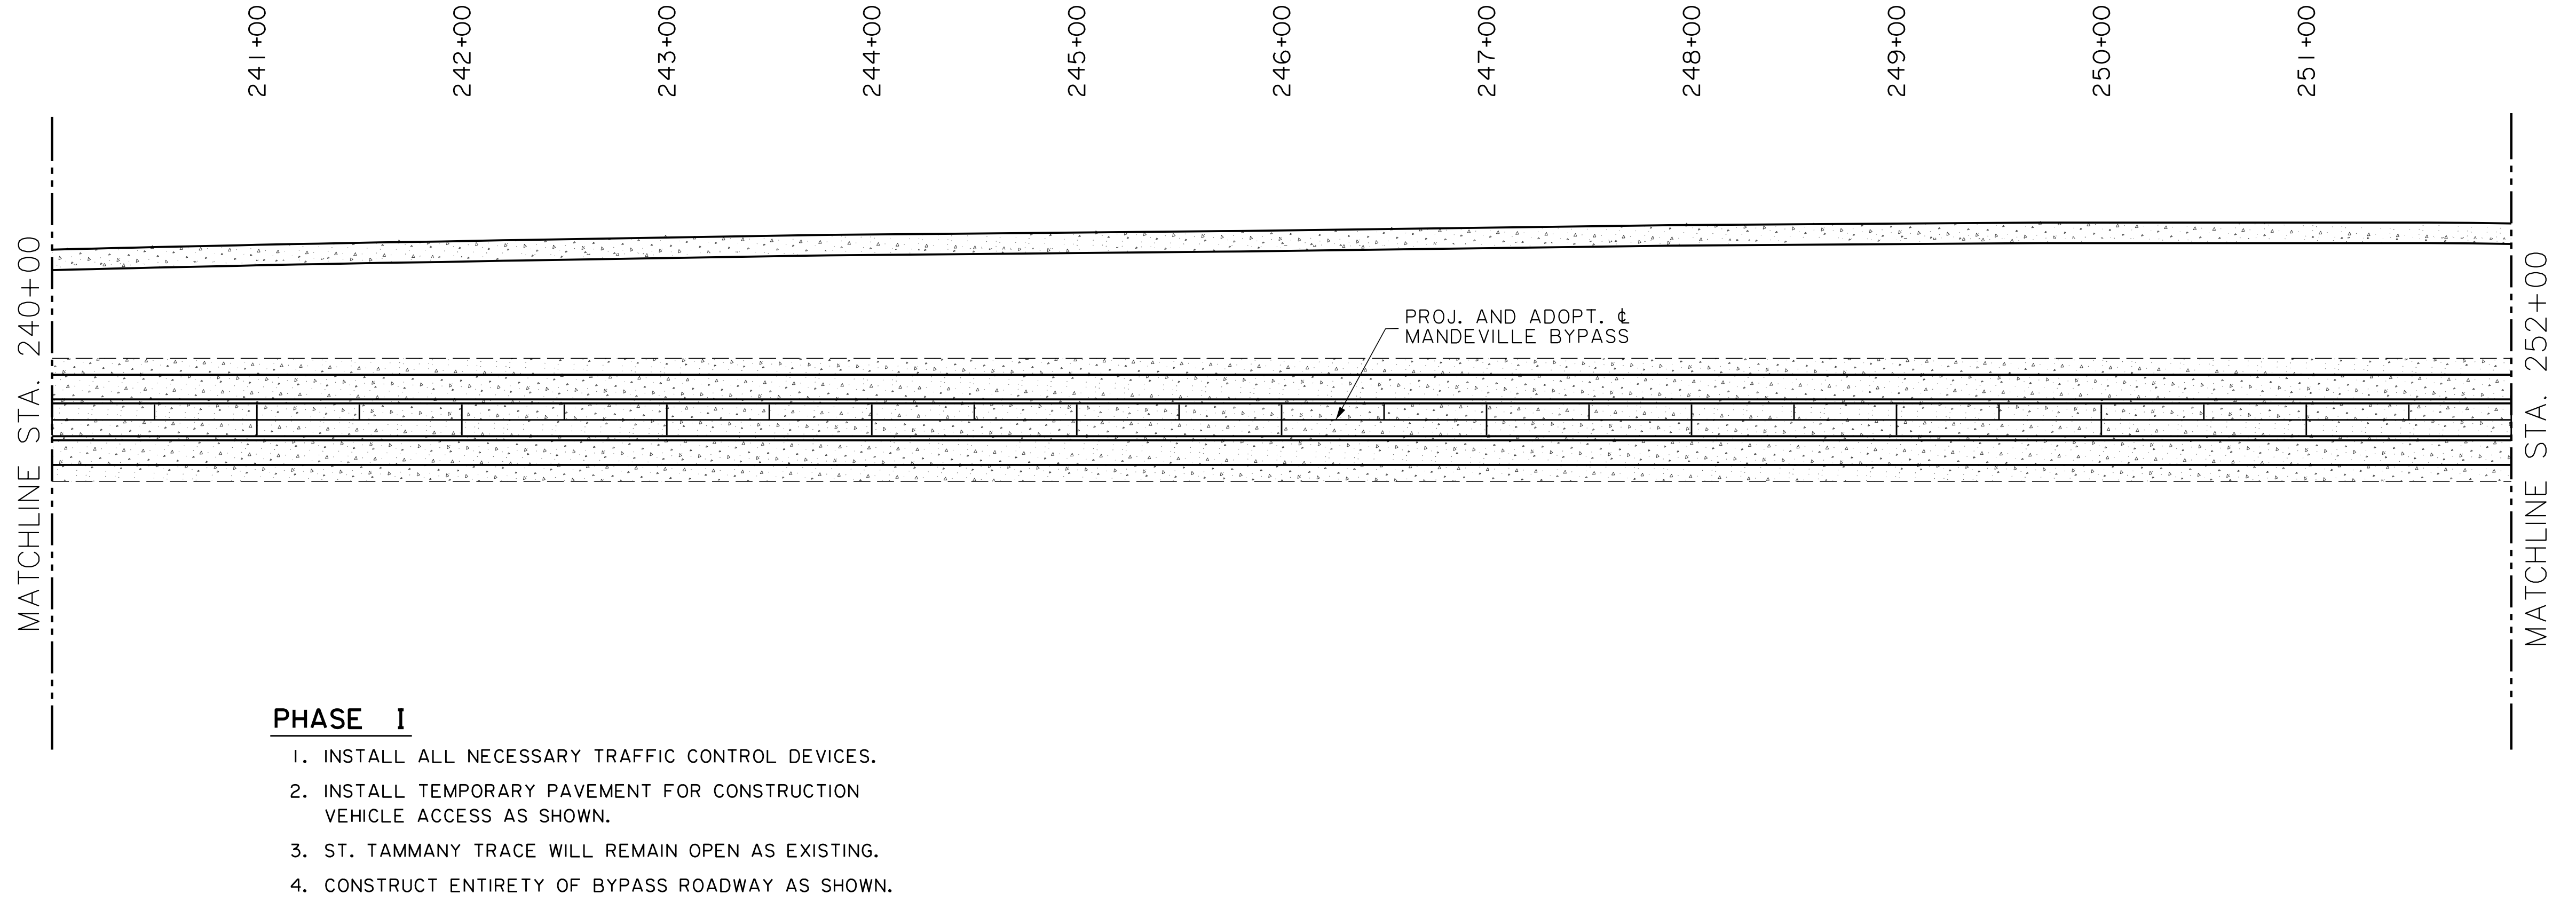 241+00
242+00
243+00
244+00
245+00
246+00
247+00
248+00
249+00
250+00
251+00
MATCHLINE STA. 240+00
MATCHLINE STA. 252+00
PROJ. AND ADOPT. ℄
MANDEVILLE BYPASS
PHASE I
1. INSTALL ALL NECESSARY TRAFFIC CONTROL DEVICES.
2. INSTALL TEMPORARY PAVEMENT FOR CONSTRUCTION
VEHICLE ACCESS AS SHOWN.
3. ST. TAMMANY TRACE WILL REMAIN OPEN AS EXISTING.
4. CONSTRUCT ENTIRETY OF BYPASS ROADWAY AS SHOWN.